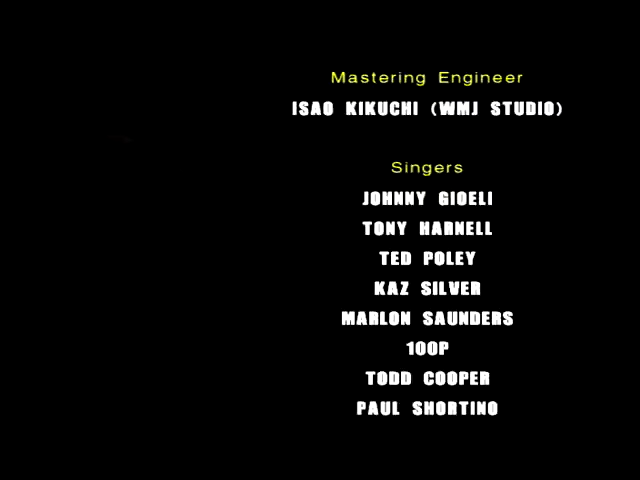 Mastering Engineer
ISAO KIKUCHI (WMJ STUDIO)
Singers
JOHNNY GIOELI
TONY HARNELL
TED POLEY
KAZ SILVER
MARLON SAUNDERS
100P
TODD COOPER
PAUL SHORTINO